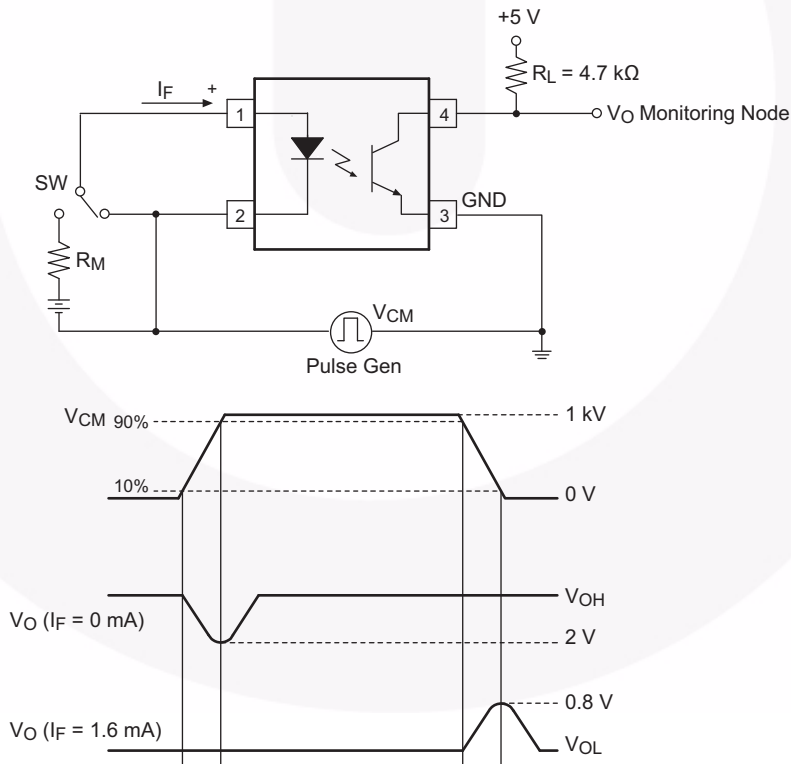 +5 V
RL = 4.7 kΩ
IF
+
1
4
VO Monitoring Node
SW
2
3
GND
RM
VCM
Pulse Gen
VCM 90%
1 kV
10%
0 V
VOH
VO (IF = 0 mA)
2 V
0.8 V
VO (IF = 1.6 mA)
VOL